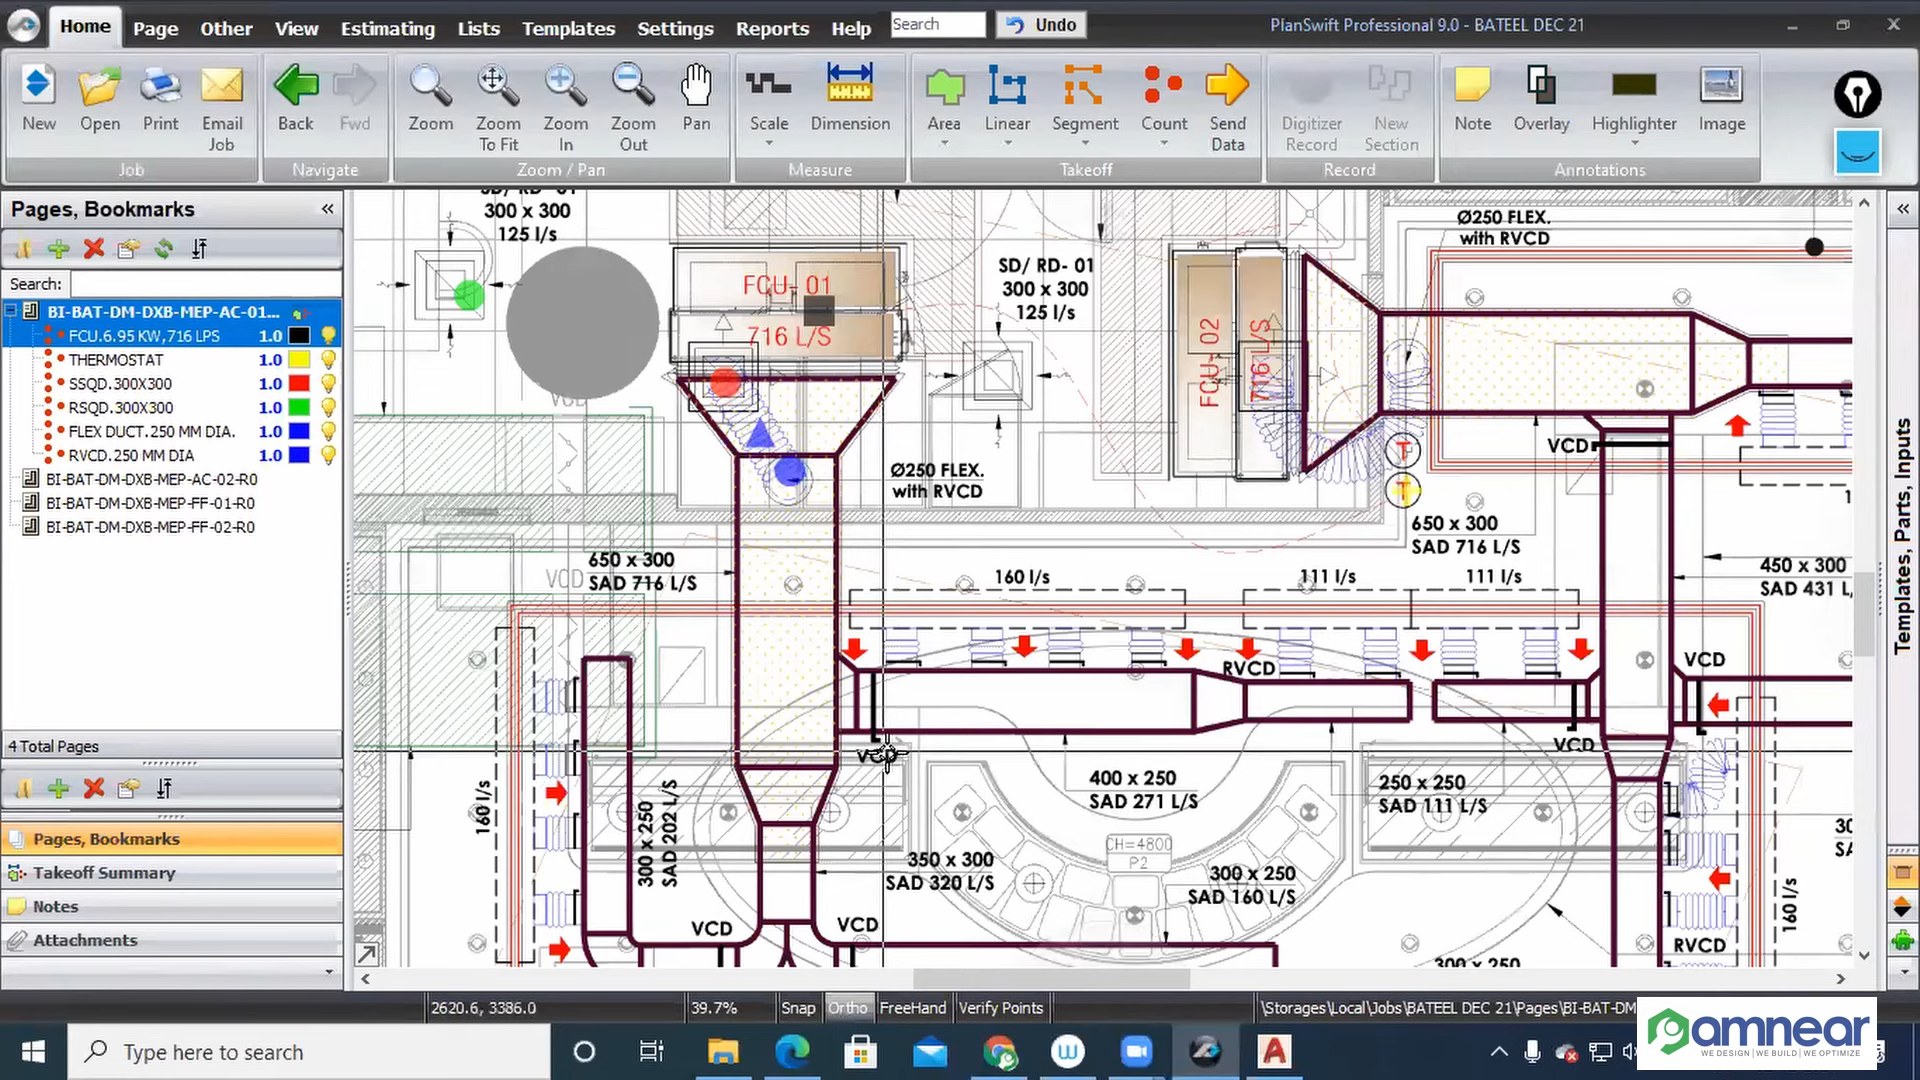 Home Page Other View Estimating Lists Templates Settings Reports Help Search Undo
PlanSwift Professional 9.0 - BATEEL DEC 21
New Open Print Email Job
Back Fwd
Zoom Zoom To Fit Zoom In Zoom Out Pan
Scale Dimension
Area Linear Segment Count Send Data
Digitizer Record New Section
Note Overlay Highlighter Image
Job Navigate Zoom / Pan Measure Takeoff Record Annotations
Pages, Bookmarks
Search:
BI-BAT-DM-DXB-MEP-AC-01...
FCU.6.95 KW,716 LPS 1.0
THERMOSTAT 1.0
SSQD.300X300 1.0
RSQD.300X300 1.0
FLEX DUCT.250 MM DIA. 1.0
RVCD.250 MM DIA 1.0
BI-BAT-DM-DXB-MEP-AC-02-R0
BI-BAT-DM-DXB-MEP-FF-01-R0
BI-BAT-DM-DXB-MEP-FF-02-R0
4 Total Pages
Pages, Bookmarks
Takeoff Summary
Notes
Attachments
SD/ RD- 01
300 x 300
125 l/s
FCU- 01
716 L/S
SD/ RD- 01
300 x 300
125 l/s
FCU- 02
716 L/S
Ø250 FLEX.
with RVCD
VCD
Ø250 FLEX.
with RVCD
VCD
T
T
650 x 300
SAD 716 L/S
650 x 300
SAD 716 L/S
VCD
160 l/s
111 l/s
111 l/s
450 x 300
SAD 431 L
RVCD
VCD
VCD
VCD
400 x 250
SAD 271 L/S
250 x 250
SAD 111 L/S
160 l/s
300 x 250
SAD 202 L/S
350 x 300
SAD 320 L/S
CH=4800
P2
300 x 250
SAD 160 L/S
160 l/s
VCD
VCD
RVCD
300 x 250
Templates, Parts, Inputs
2620.6, 3386.0
39.7%
Snap Ortho FreeHand Verify Points
\Storages\Local\Jobs\BATEEL DEC 21\Pages\BI-BAT-DM
Type here to search
amnear
WE DESIGN | WE BUILD | WE OPTIMIZE